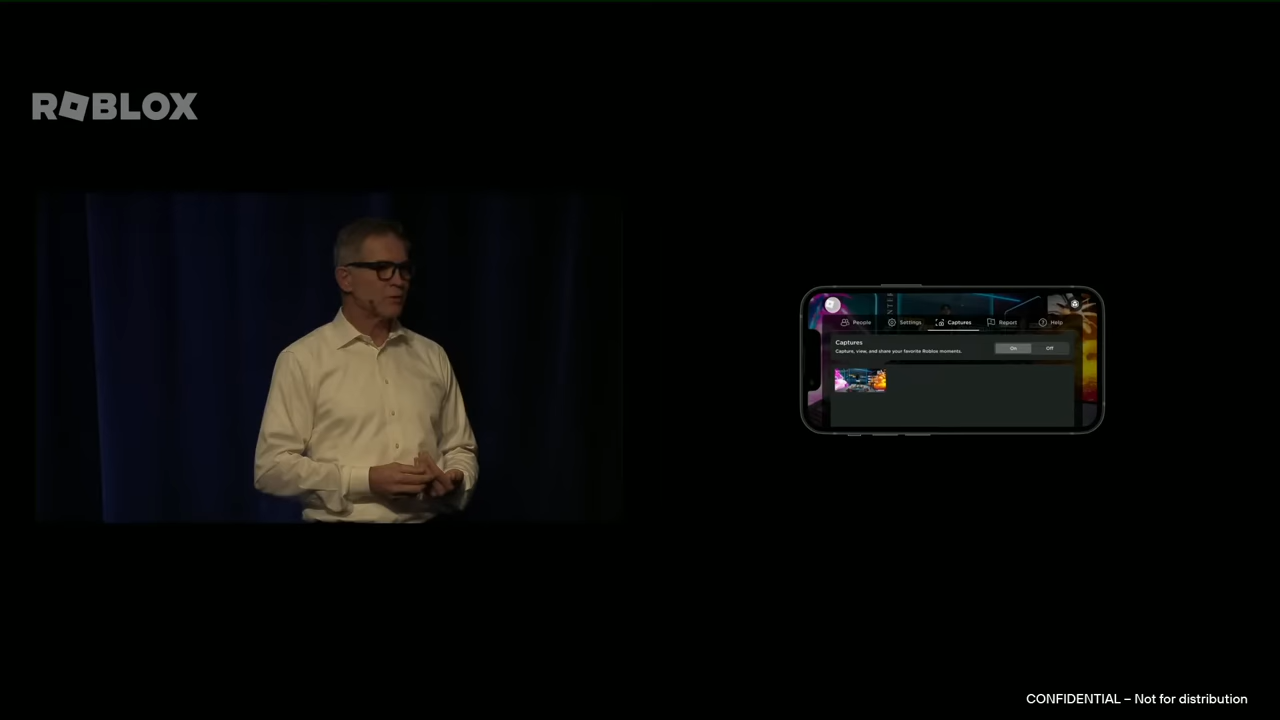 ROBLOX
People Settings Captures Report Help
Captures
Capture, view, and share your favorite Roblox moments.
On Off
CONFIDENTIAL – Not for distribution